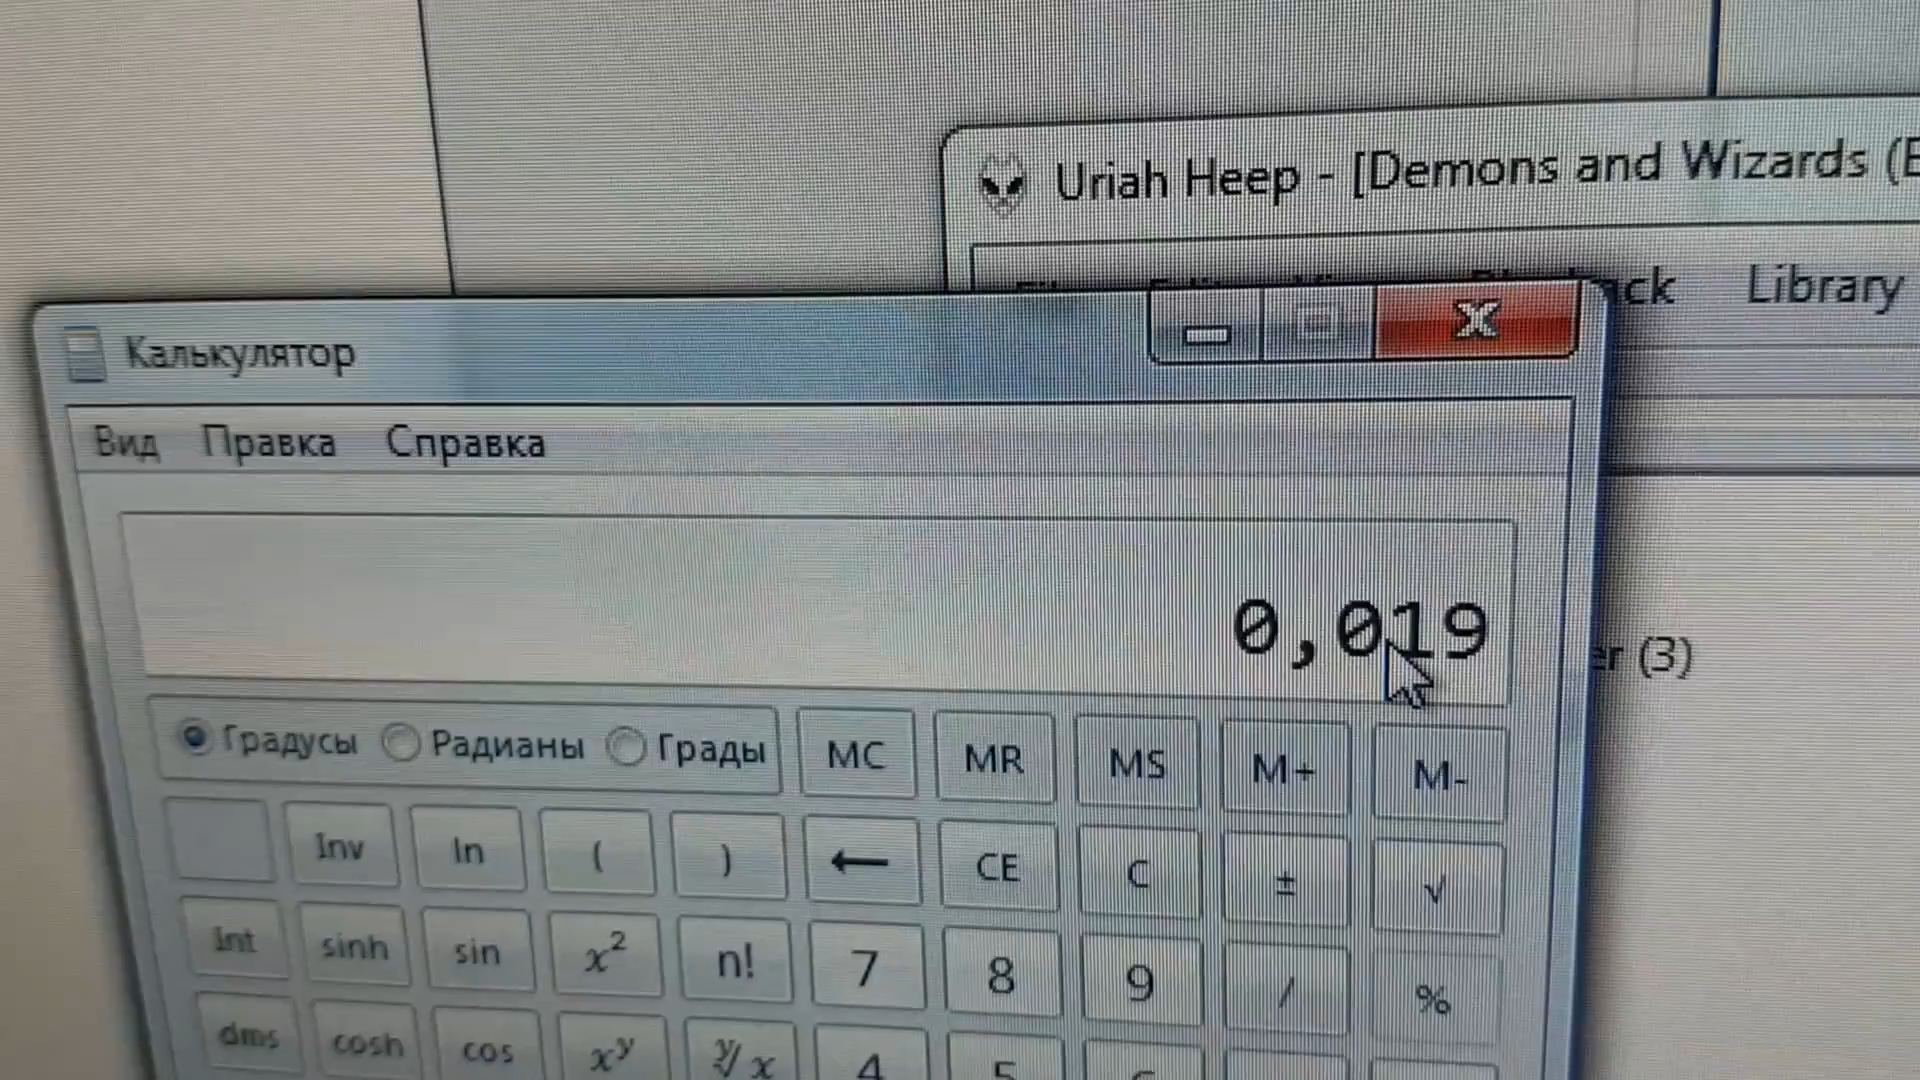 Uriah Heep - [Demons and Wizards (E
Library
Калькулятор
Вид Правка Справка
0,019
(3)
Градусы Радианы Грады MC MR MS M+ M-
Inv ln ( ) ← CE C ± √
Int sinh sin x² n! 7 8 9 / %
dms cosh cos xʸ ʸ√x 4 5